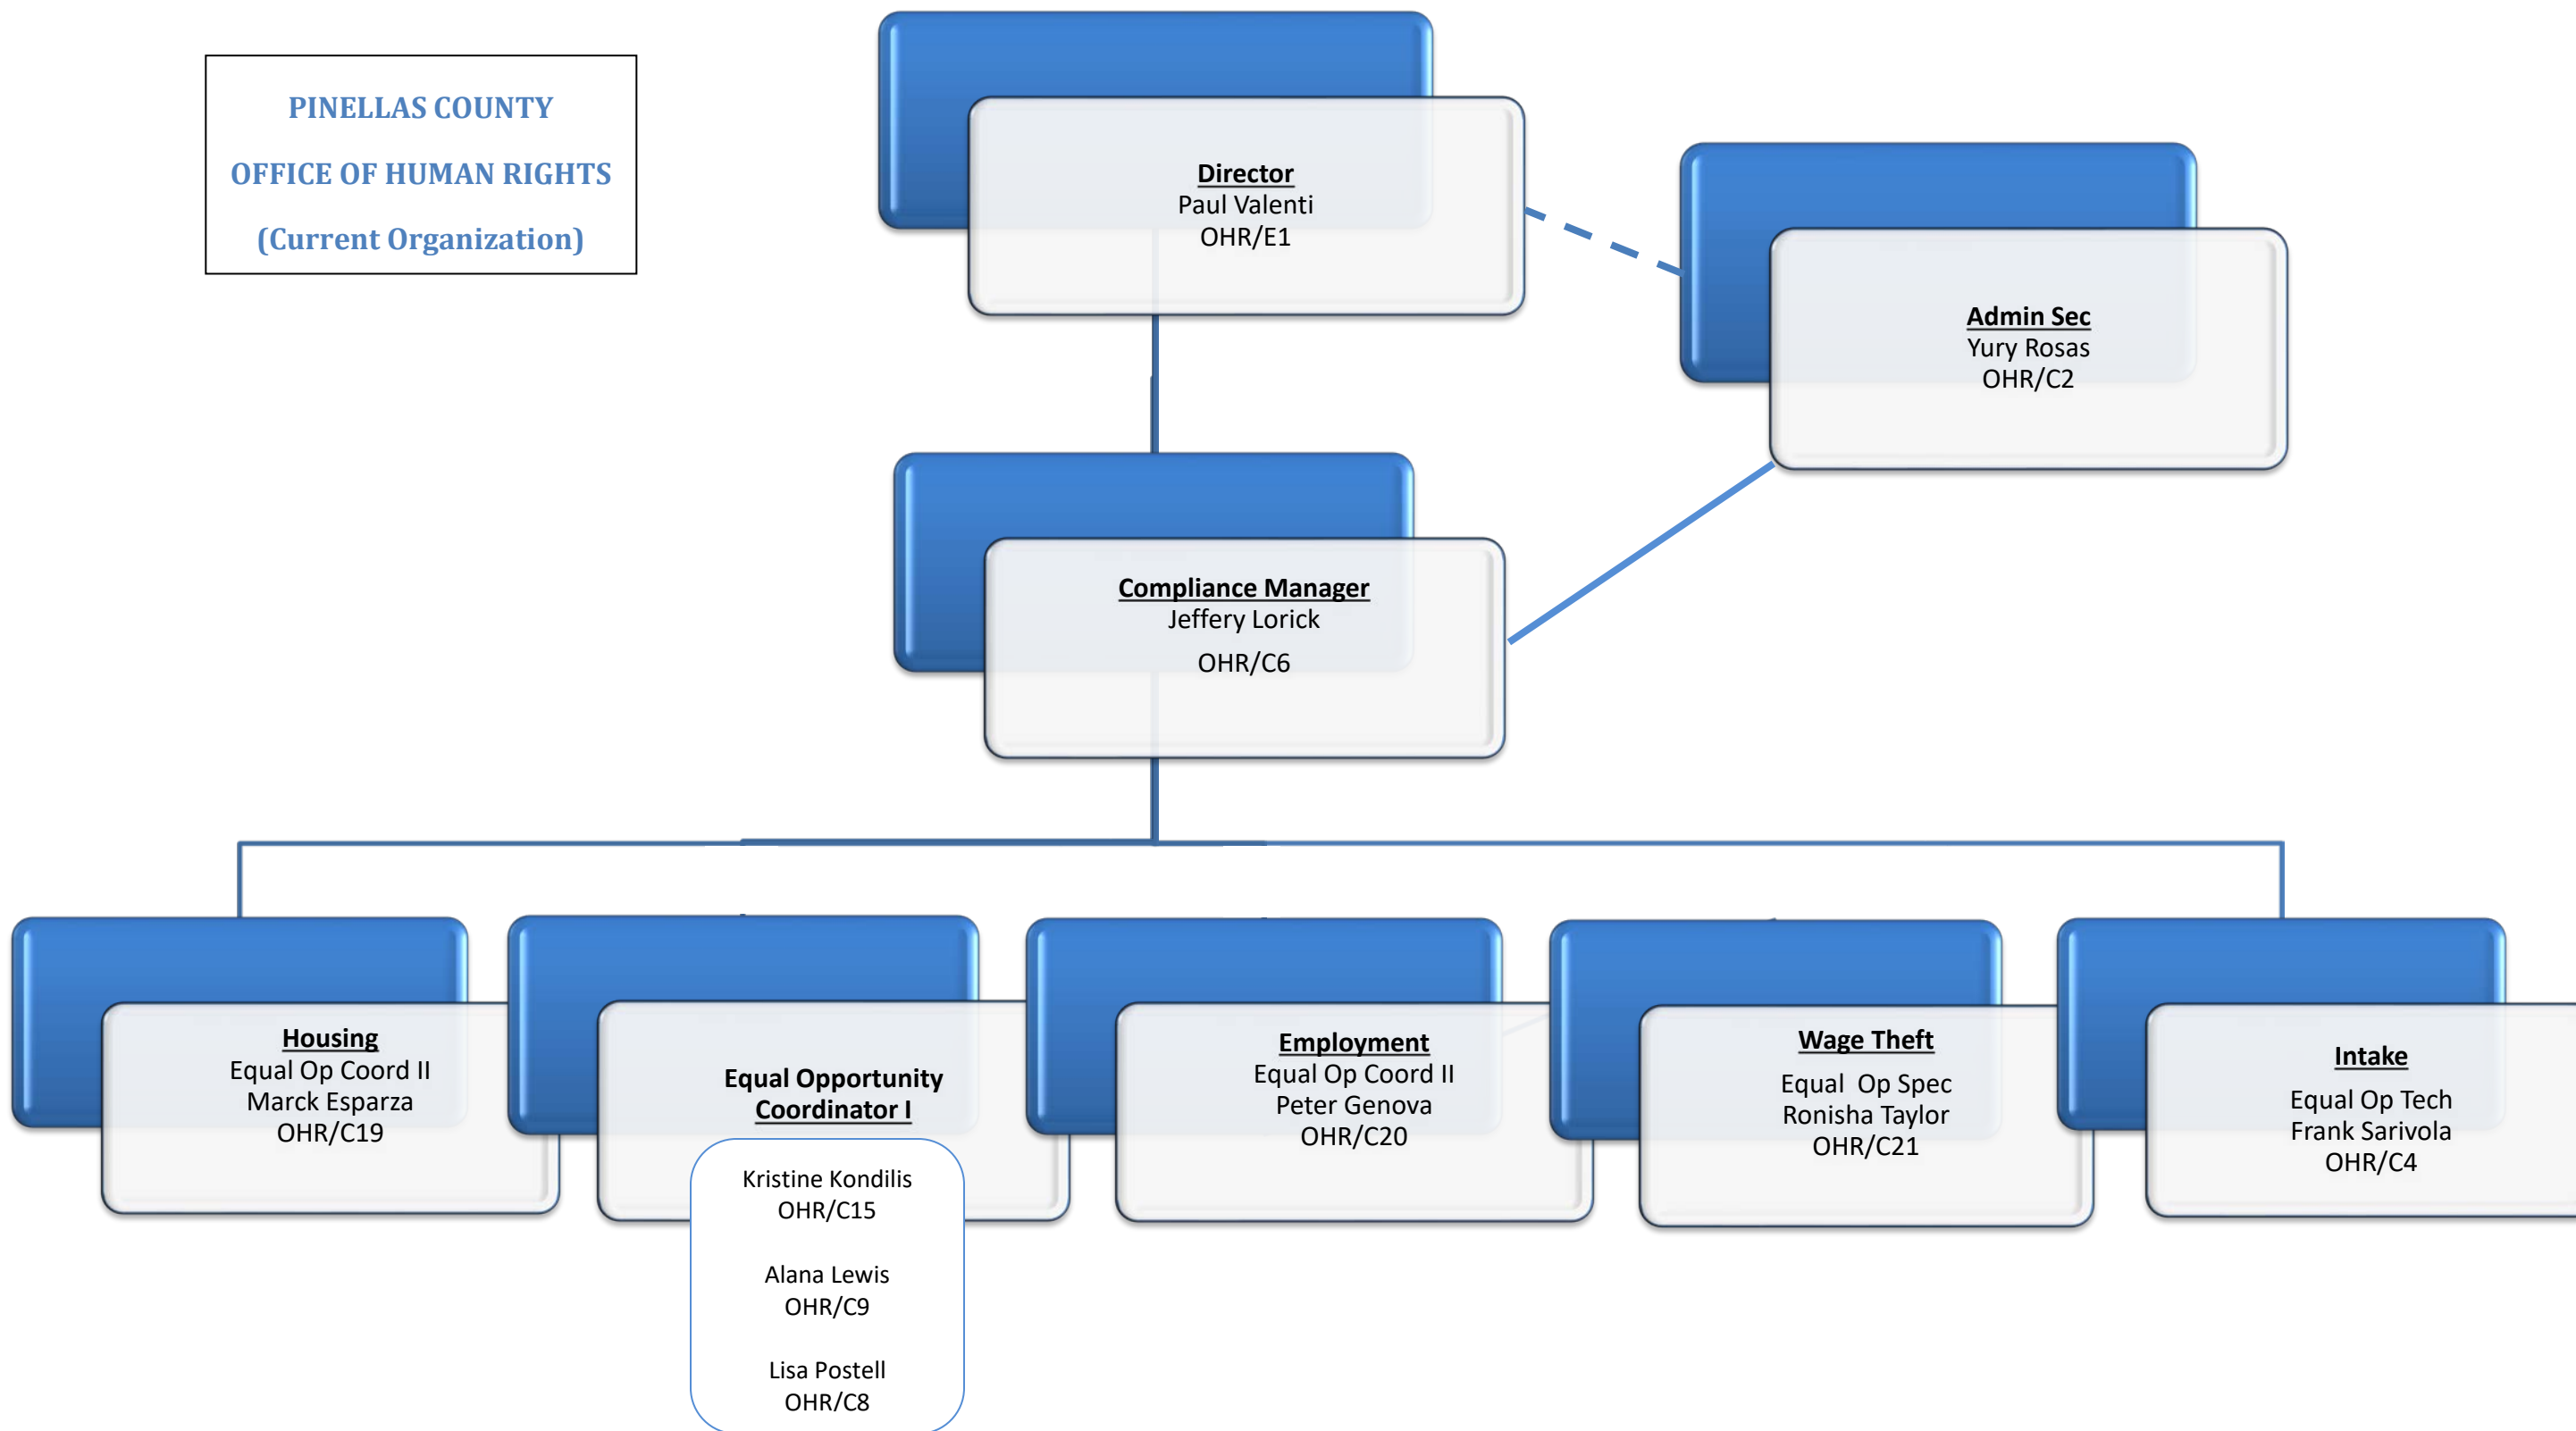 PINELLAS COUNTY
OFFICE OF HUMAN RIGHTS
(Current Organization)
Director
Paul Valenti
OHR/E1
Admin Sec
Yury Rosas
OHR/C2
Compliance Manager
Jeffery Lorick
OHR/C6
Housing
Equal Op Coord II
Marck Esparza
OHR/C19
Equal Opportunity
Coordinator I
Kristine Kondilis
OHR/C15
Alana Lewis
OHR/C9
Lisa Postell
OHR/C8
Employment
Equal Op Coord II
Peter Genova
OHR/C20
Wage Theft
Equal  Op Spec
Ronisha Taylor
OHR/C21
Intake
Equal Op Tech
Frank Sarivola
OHR/C4